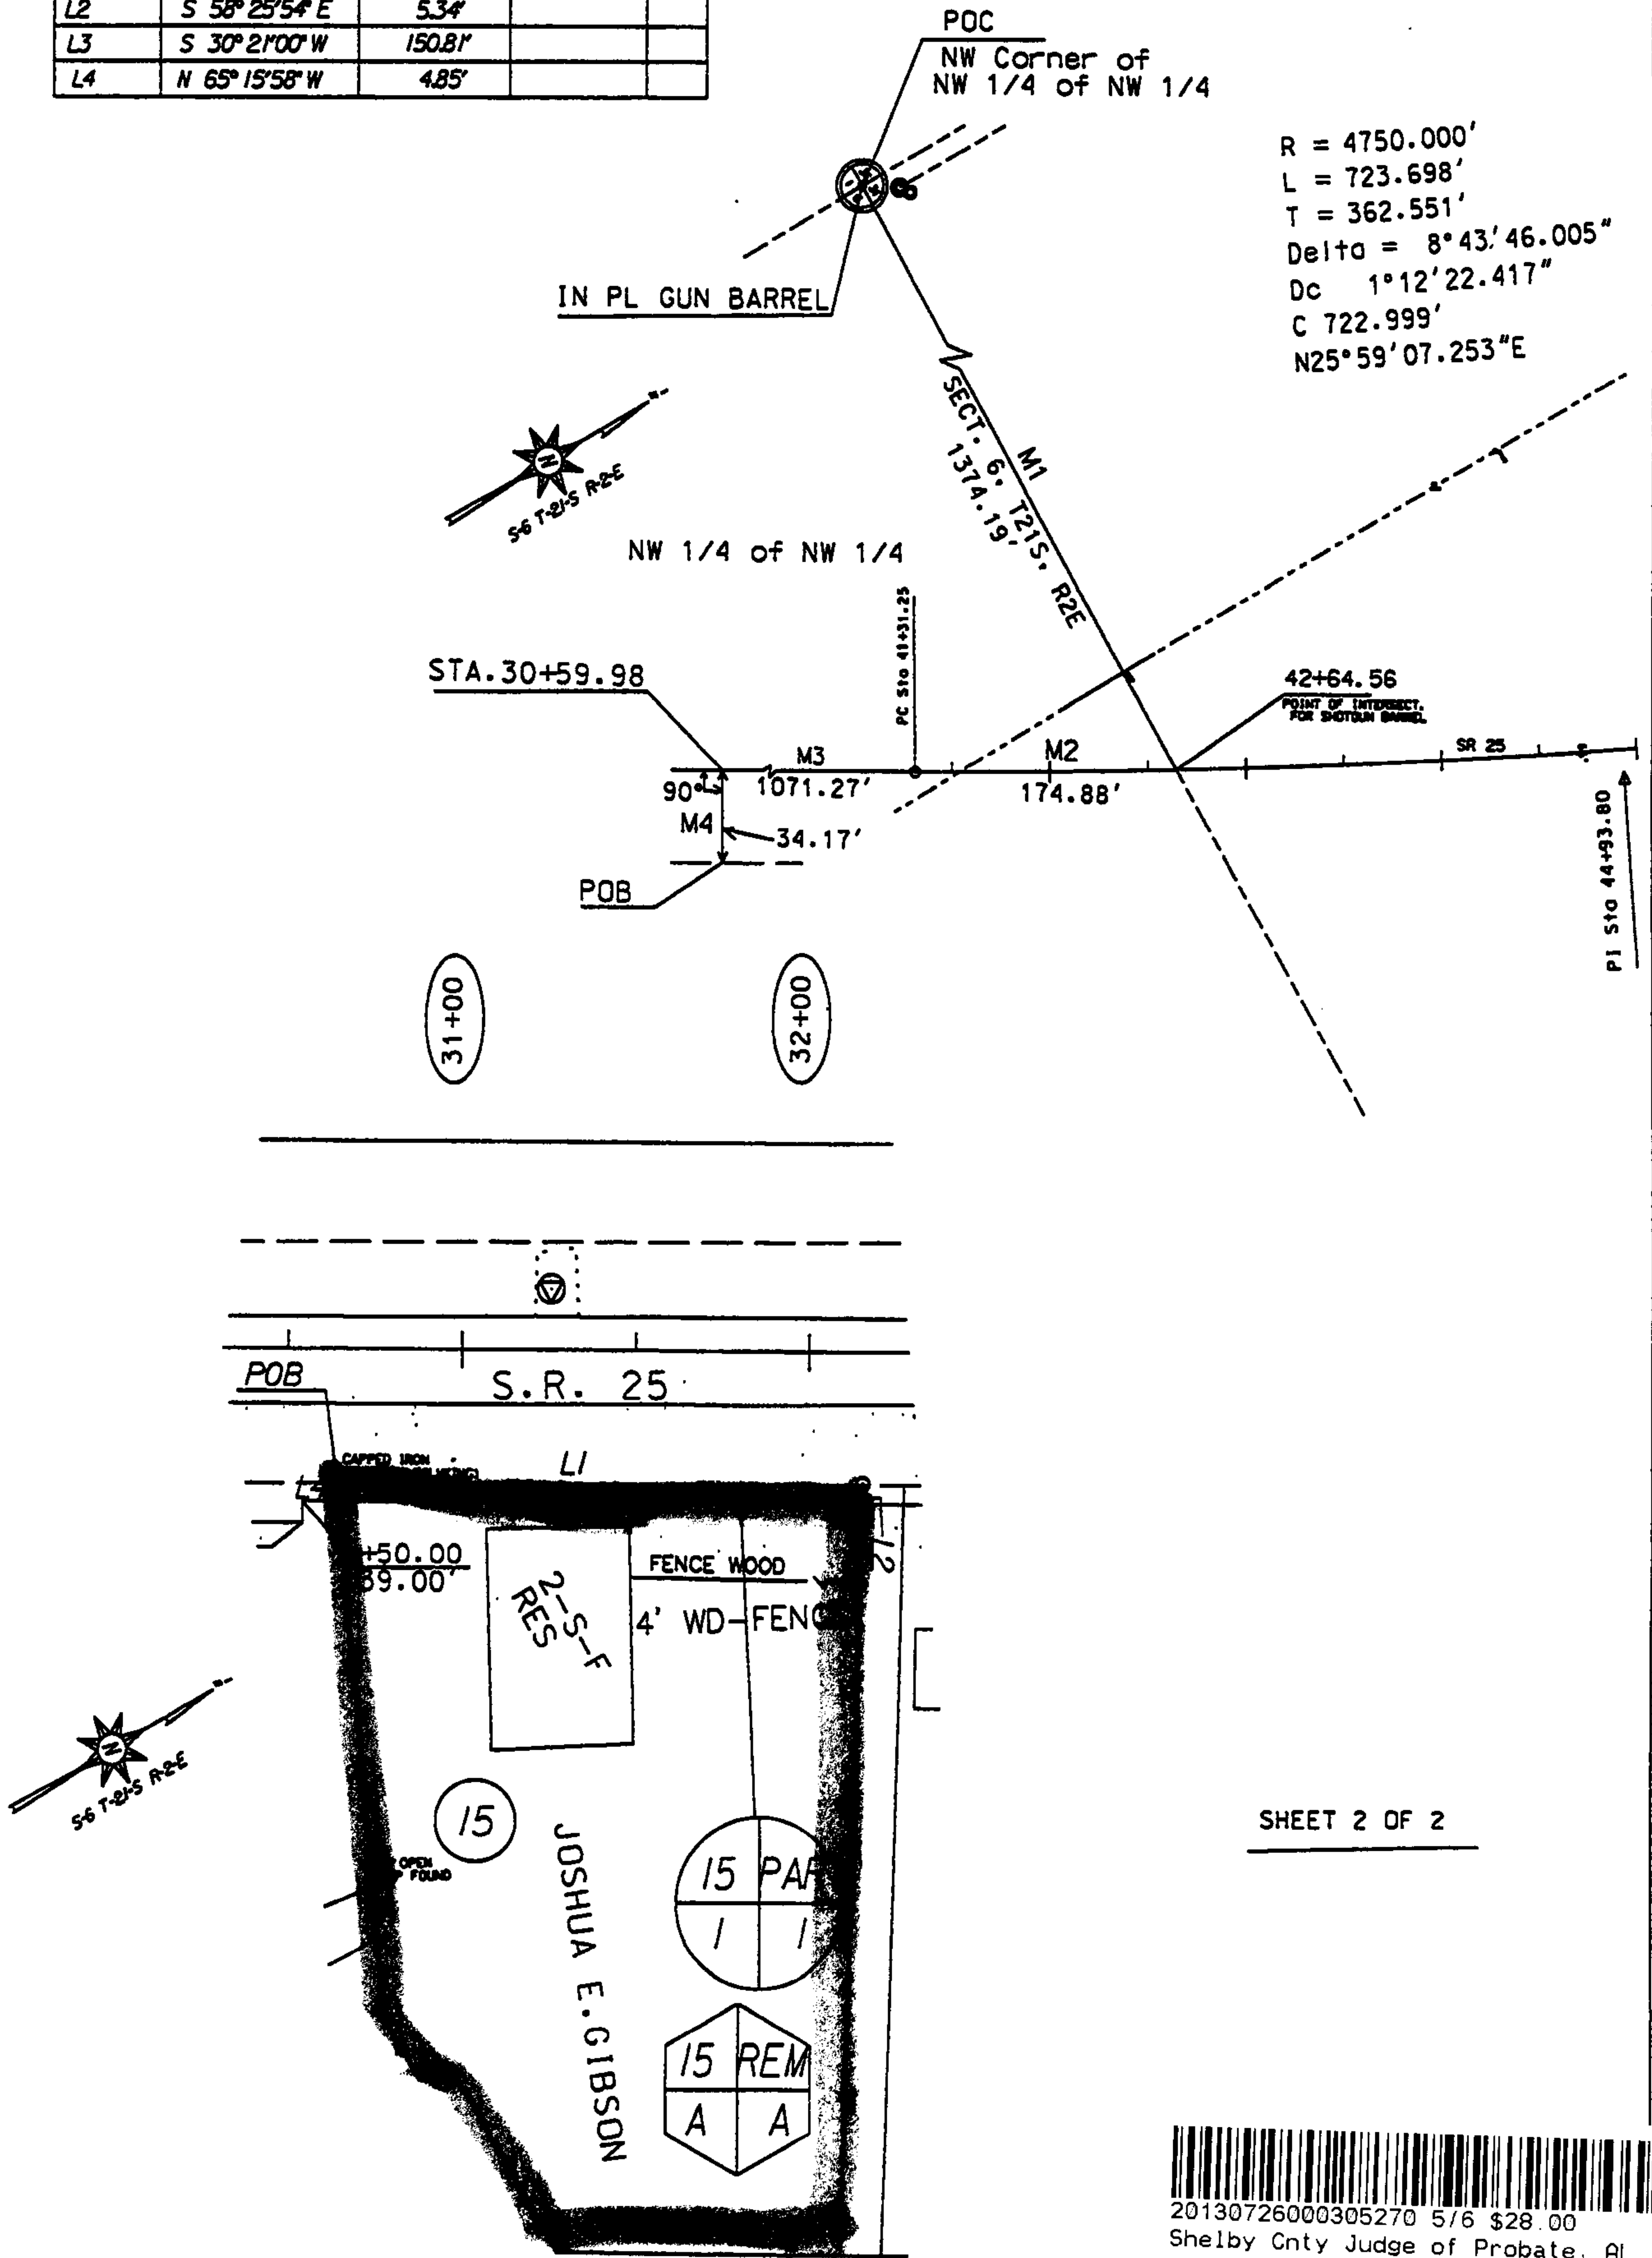 L2 S 58° 25'54" E 5.34'
L3 S 30° 21'00" W 150.81'
L4 N 65° 15'58" W 4.85'
POC
NW Corner of
NW 1/4 of NW 1/4
R = 4750.000'
L = 723.698'
T = 362.551'
Delta = 8°43'46.005"
Dc 1°12'22.417"
C 722.999'
N25°59'07.253"E
IN PL GUN BARREL
N
S-6 T-21-S R-2-E
M1
SECT. 6, T21S, R2E
1374.19'
NW 1/4 of NW 1/4
PC Sta 41+31.25
STA.30+59.98
42+64.56
POINT OF INTERSECT.
FOR SHOTGUN BARREL
M3
M2
SR 25
90°
1071.27'
174.88'
M4
34.17'
POB
PI Sta 44+93.80
31+00
32+00
POB
S.R. 25
CAPPED IRON
L1
L4
L2
+50.00
39.00'
FENCE WOOD
2-S-F
RES
4' WD-FENC
N
S-6 T-21-S R-2-E
15
OPEN
FOUND
JOSHUA E. GIBSON
15 PAR
1 1
15 REM
A A
SHEET 2 OF 2
20130726000305270 5/6 $28.00
Shelby Cnty Judge of Probate, AL